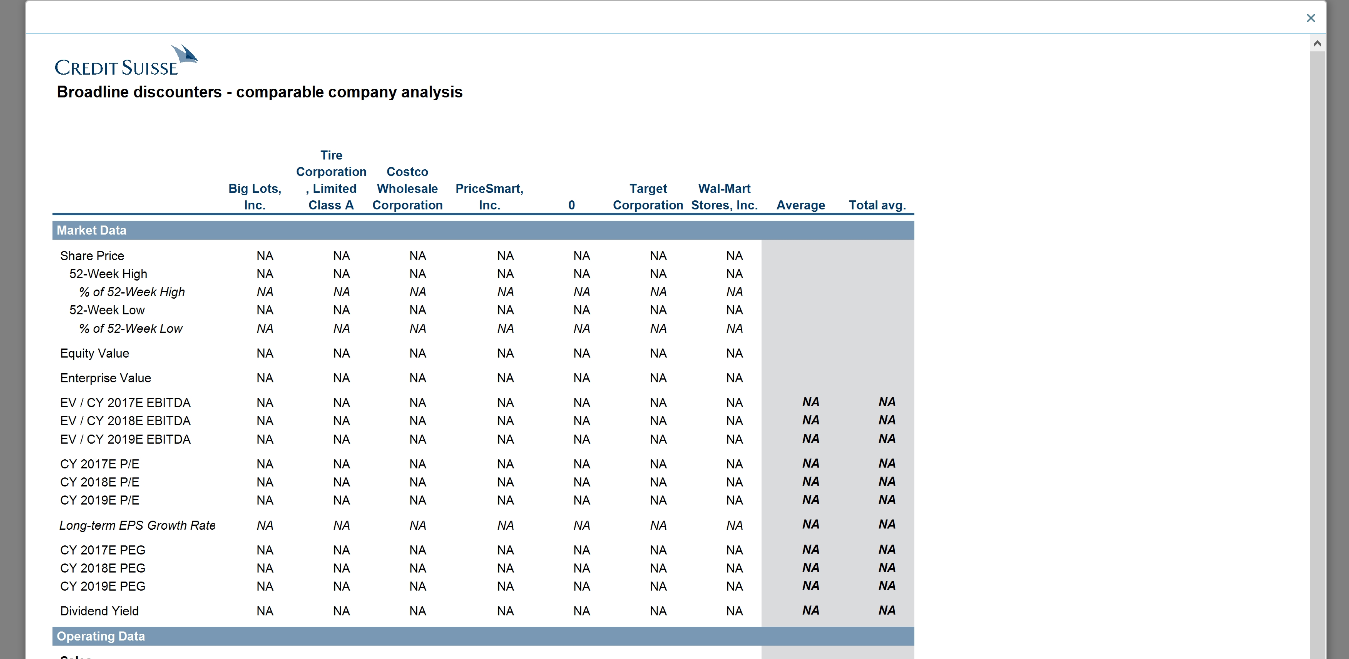 ×
CREDIT SUISSE
Broadline discounters - comparable company analysis
Tire
Corporation Costco
Big Lots, , Limited Wholesale PriceSmart, Target Wal-Mart
Inc. Class A Corporation Inc. 0 Corporation Stores, Inc. Average Total avg.
Market Data
Share Price NA NA NA NA NA NA NA
52-Week High NA NA NA NA NA NA NA
% of 52-Week High NA NA NA NA NA NA NA
52-Week Low NA NA NA NA NA NA NA
% of 52-Week Low NA NA NA NA NA NA NA
Equity Value NA NA NA NA NA NA NA
Enterprise Value NA NA NA NA NA NA NA
EV / CY 2017E EBITDA NA NA NA NA NA NA NA NA NA
EV / CY 2018E EBITDA NA NA NA NA NA NA NA NA NA
EV / CY 2019E EBITDA NA NA NA NA NA NA NA NA NA
CY 2017E P/E NA NA NA NA NA NA NA NA NA
CY 2018E P/E NA NA NA NA NA NA NA NA NA
CY 2019E P/E NA NA NA NA NA NA NA NA NA
Long-term EPS Growth Rate NA NA NA NA NA NA NA NA NA
CY 2017E PEG NA NA NA NA NA NA NA NA NA
CY 2018E PEG NA NA NA NA NA NA NA NA NA
CY 2019E PEG NA NA NA NA NA NA NA NA NA
Dividend Yield NA NA NA NA NA NA NA NA NA
Operating Data